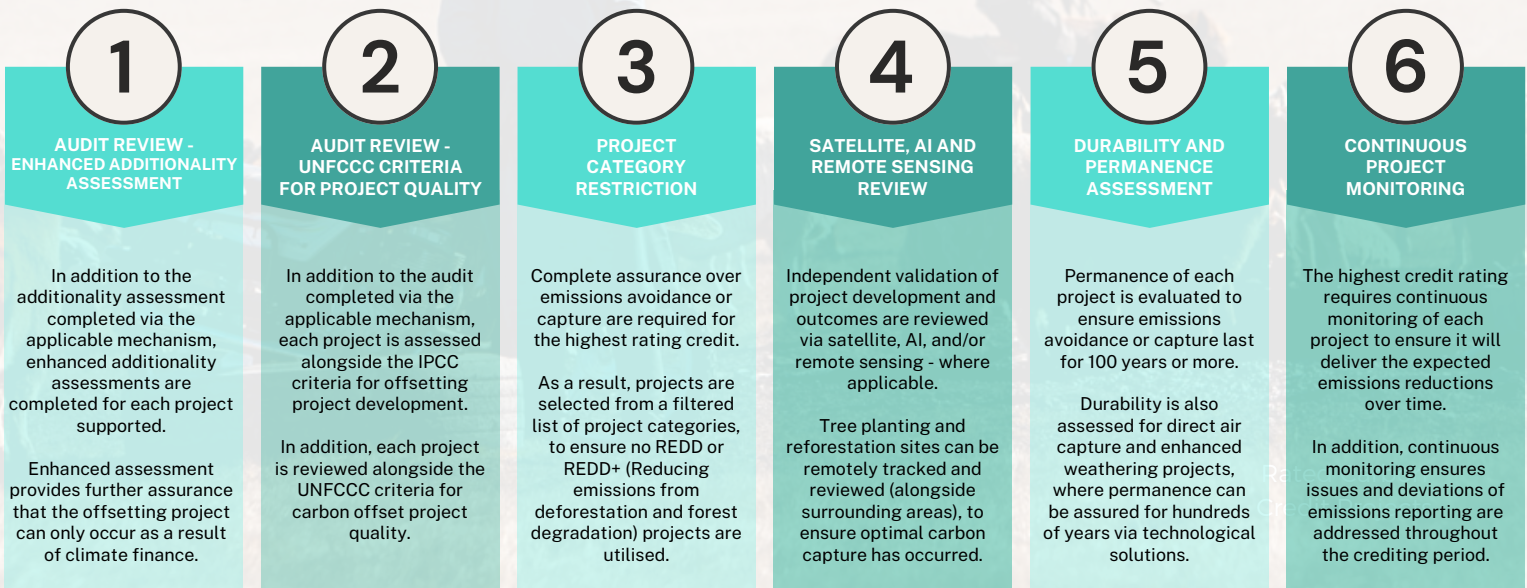 1
AUDIT REVIEW -
ENHANCED ADDITIONALITY
ASSESSMENT
In addition to the
additionality assessment
completed via the
applicable mechanism,
enhanced additionality
assessments are
completed for each project
supported.
Enhanced assessment
provides further assurance
that the offsetting project
can only occur as a result
of climate finance.
2
AUDIT REVIEW -
UNFCCC CRITERIA
FOR PROJECT QUALITY
In addition to the audit
completed via the
applicable mechanism,
each project is assessed
alongside the IPCC
criteria for offsetting
project development.
In addition, each project
is reviewed alongside the
UNFCCC criteria for
carbon offset project
quality.
3
PROJECT
CATEGORY
RESTRICTION
Complete assurance over
emissions avoidance or
capture are required for
the highest rating credit.
As a result, projects are
selected from a filtered
list of project categories,
to ensure no REDD or
REDD+ (Reducing
emissions from
deforestation and forest
degradation) projects are
utilised.
4
SATELLITE, AI AND
REMOTE SENSING
REVIEW
Independent validation of
project development and
outcomes are reviewed
via satellite, AI, and/or
remote sensing - where
applicable.
Tree planting and
reforestation sites can be
remotely tracked and
reviewed (alongside
surrounding areas), to
ensure optimal carbon
capture has occurred.
5
DURABILITY AND
PERMANENCE
ASSESSMENT
Permanence of each
project is evaluated to
ensure emissions
avoidance or capture last
for 100 years or more.
Durability is also
assessed for direct air
capture and enhanced
weathering projects,
where permanence can
be assured for hundreds
of years via technological
solutions.
6
CONTINUOUS
PROJECT
MONITORING
The highest credit rating
requires continuous
monitoring of each
project to ensure it will
deliver the expected
emissions reductions
over time.
In addition, continuous
monitoring ensures
issues and deviations of
emissions reporting are
addressed throughout
the crediting period.